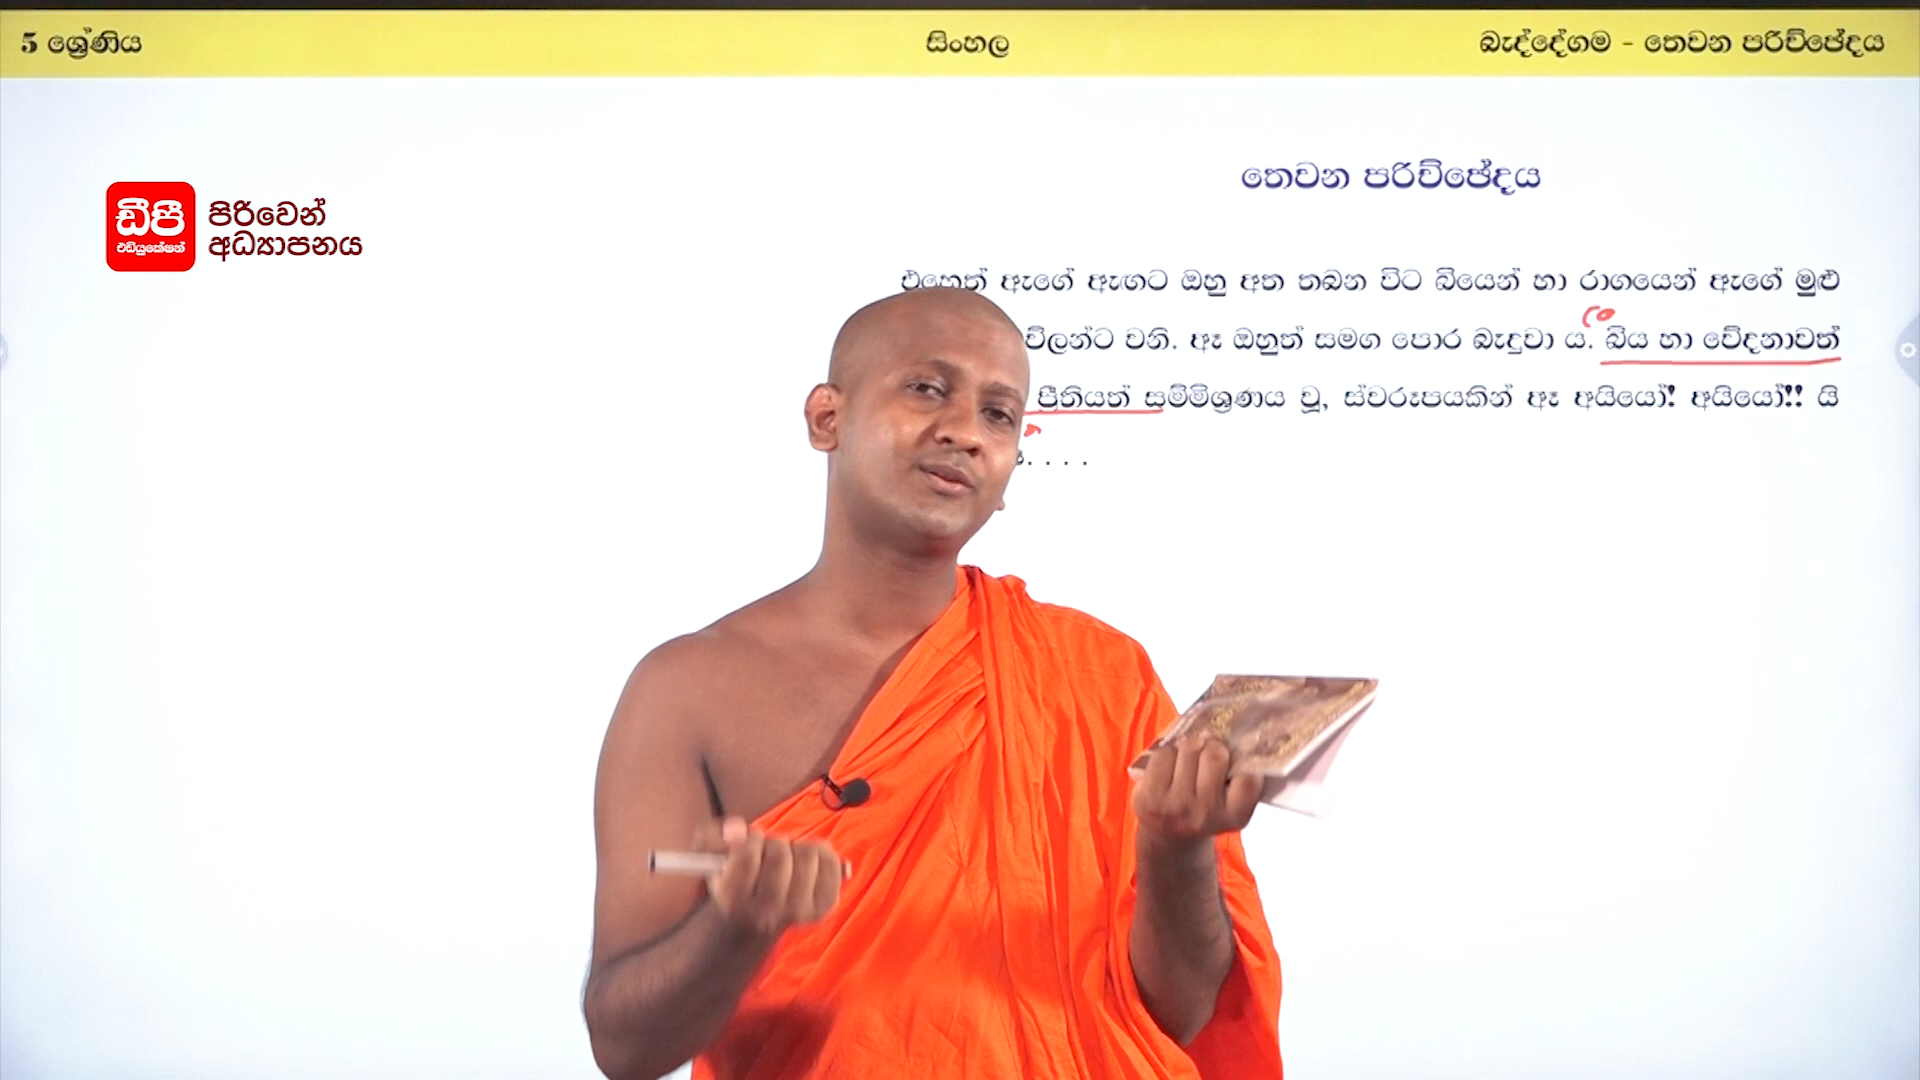 5 ශ්‍රේණිය
සිංහල
බැද්දේගම - තෙවන පරිච්ඡේදය
තෙවන පරිච්ඡේදය
ඩීපී
එඩියුකේෂන්
පිරිවෙන්
අධ්‍යාපනය
එහෙත් ඇගේ ඇඟට ඔහු අත තබන විට බියෙන් හා රාගයෙන් ඇගේ මුළු
විලන්ට වනි. ඈ ඔහුත් සමග පොර බැදුවා ය. බිය හා වේදනාවත්
ප්‍රීතියත් සම්මිශ්‍රණය වූ, ස්වරූපයකින් ඈ අයියෝ! අයියෝ!! යි
. . . .